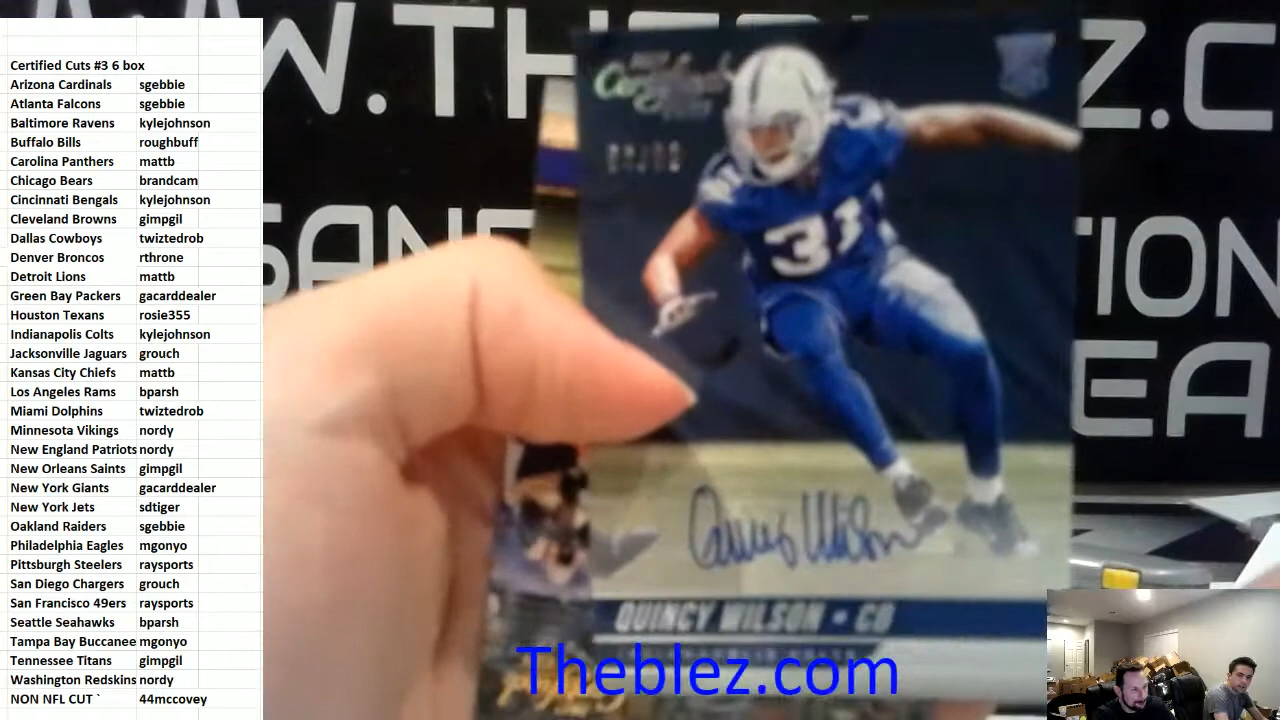 Certified Cuts #3 6 box
Arizona Cardinals sgebbie
Atlanta Falcons sgebbie
Baltimore Ravens kylejohnson
Buffalo Bills roughbuff
Carolina Panthers mattb
Chicago Bears brandcam
Cincinnati Bengals kylejohnson
Cleveland Browns gimpgil
Dallas Cowboys twiztedrob
Denver Broncos rthrone
Detroit Lions mattb
Green Bay Packers gacarddealer
Houston Texans rosie355
Indianapolis Colts kylejohnson
Jacksonville Jaguars grouch
Kansas City Chiefs mattb
Los Angeles Rams bparsh
Miami Dolphins twiztedrob
Minnesota Vikings nordy
New England Patriots nordy
New Orleans Saints gimpgil
New York Giants gacarddealer
New York Jets sdtiger
Oakland Raiders sgebbie
Philadelphia Eagles mgonyo
Pittsburgh Steelers raysports
San Diego Chargers grouch
San Francisco 49ers raysports
Seattle Seahawks bparsh
Tampa Bay Buccanee mgonyo
Tennessee Titans gimpgil
Washington Redskins nordy
NON NFL CUT ` 44mccovey
W.TH Z.C
SAN TION
EA
31
Quincy Wilson
QUINCY WILSON • CB
Theblez.com